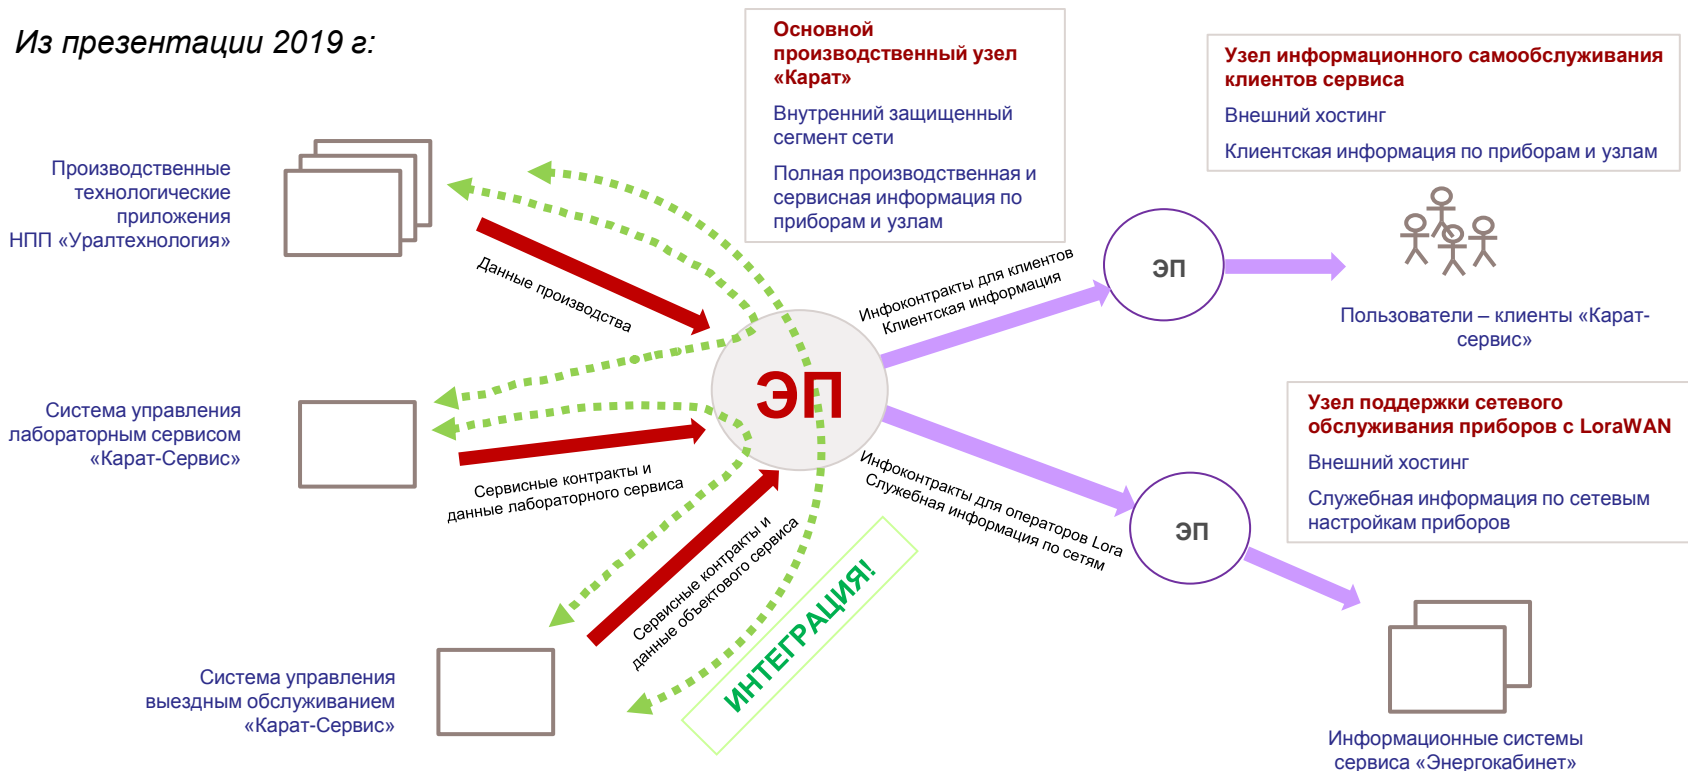 Из презентации 2019 г:
Основной
производственный узел
«Карат»
Внутренний защищенный
сегмент сети
Полная производственная и
сервисная информация по
приборам и узлам
Узел информационного самообслуживания
клиентов сервиса
Внешний хостинг
Клиентская информация по приборам и узлам
Производственные
технологические
приложения
НПП «Уралтехнология»
Данные производства
Инфоконтракты для клиентов
Клиентская информация
ЭП
Пользователи – клиенты «Карат-
сервис»
ЭП
Система управления
лабораторным сервисом
«Карат-Сервис»
Сервисные контракты и
данные лабораторного сервиса
Узел поддержки сетевого
обслуживания приборов с LoraWAN
Внешний хостинг
Служебная информация по сетевым
настройкам приборов
Инфоконтракты для операторов Lora
Служебная информация по сетям
ЭП
Сервисные контракты и
данные объектового сервиса
ИНТЕГРАЦИЯ!
Система управления
выездным обслуживанием
«Карат-Сервис»
Информационные системы
сервиса «Энергокабинет»